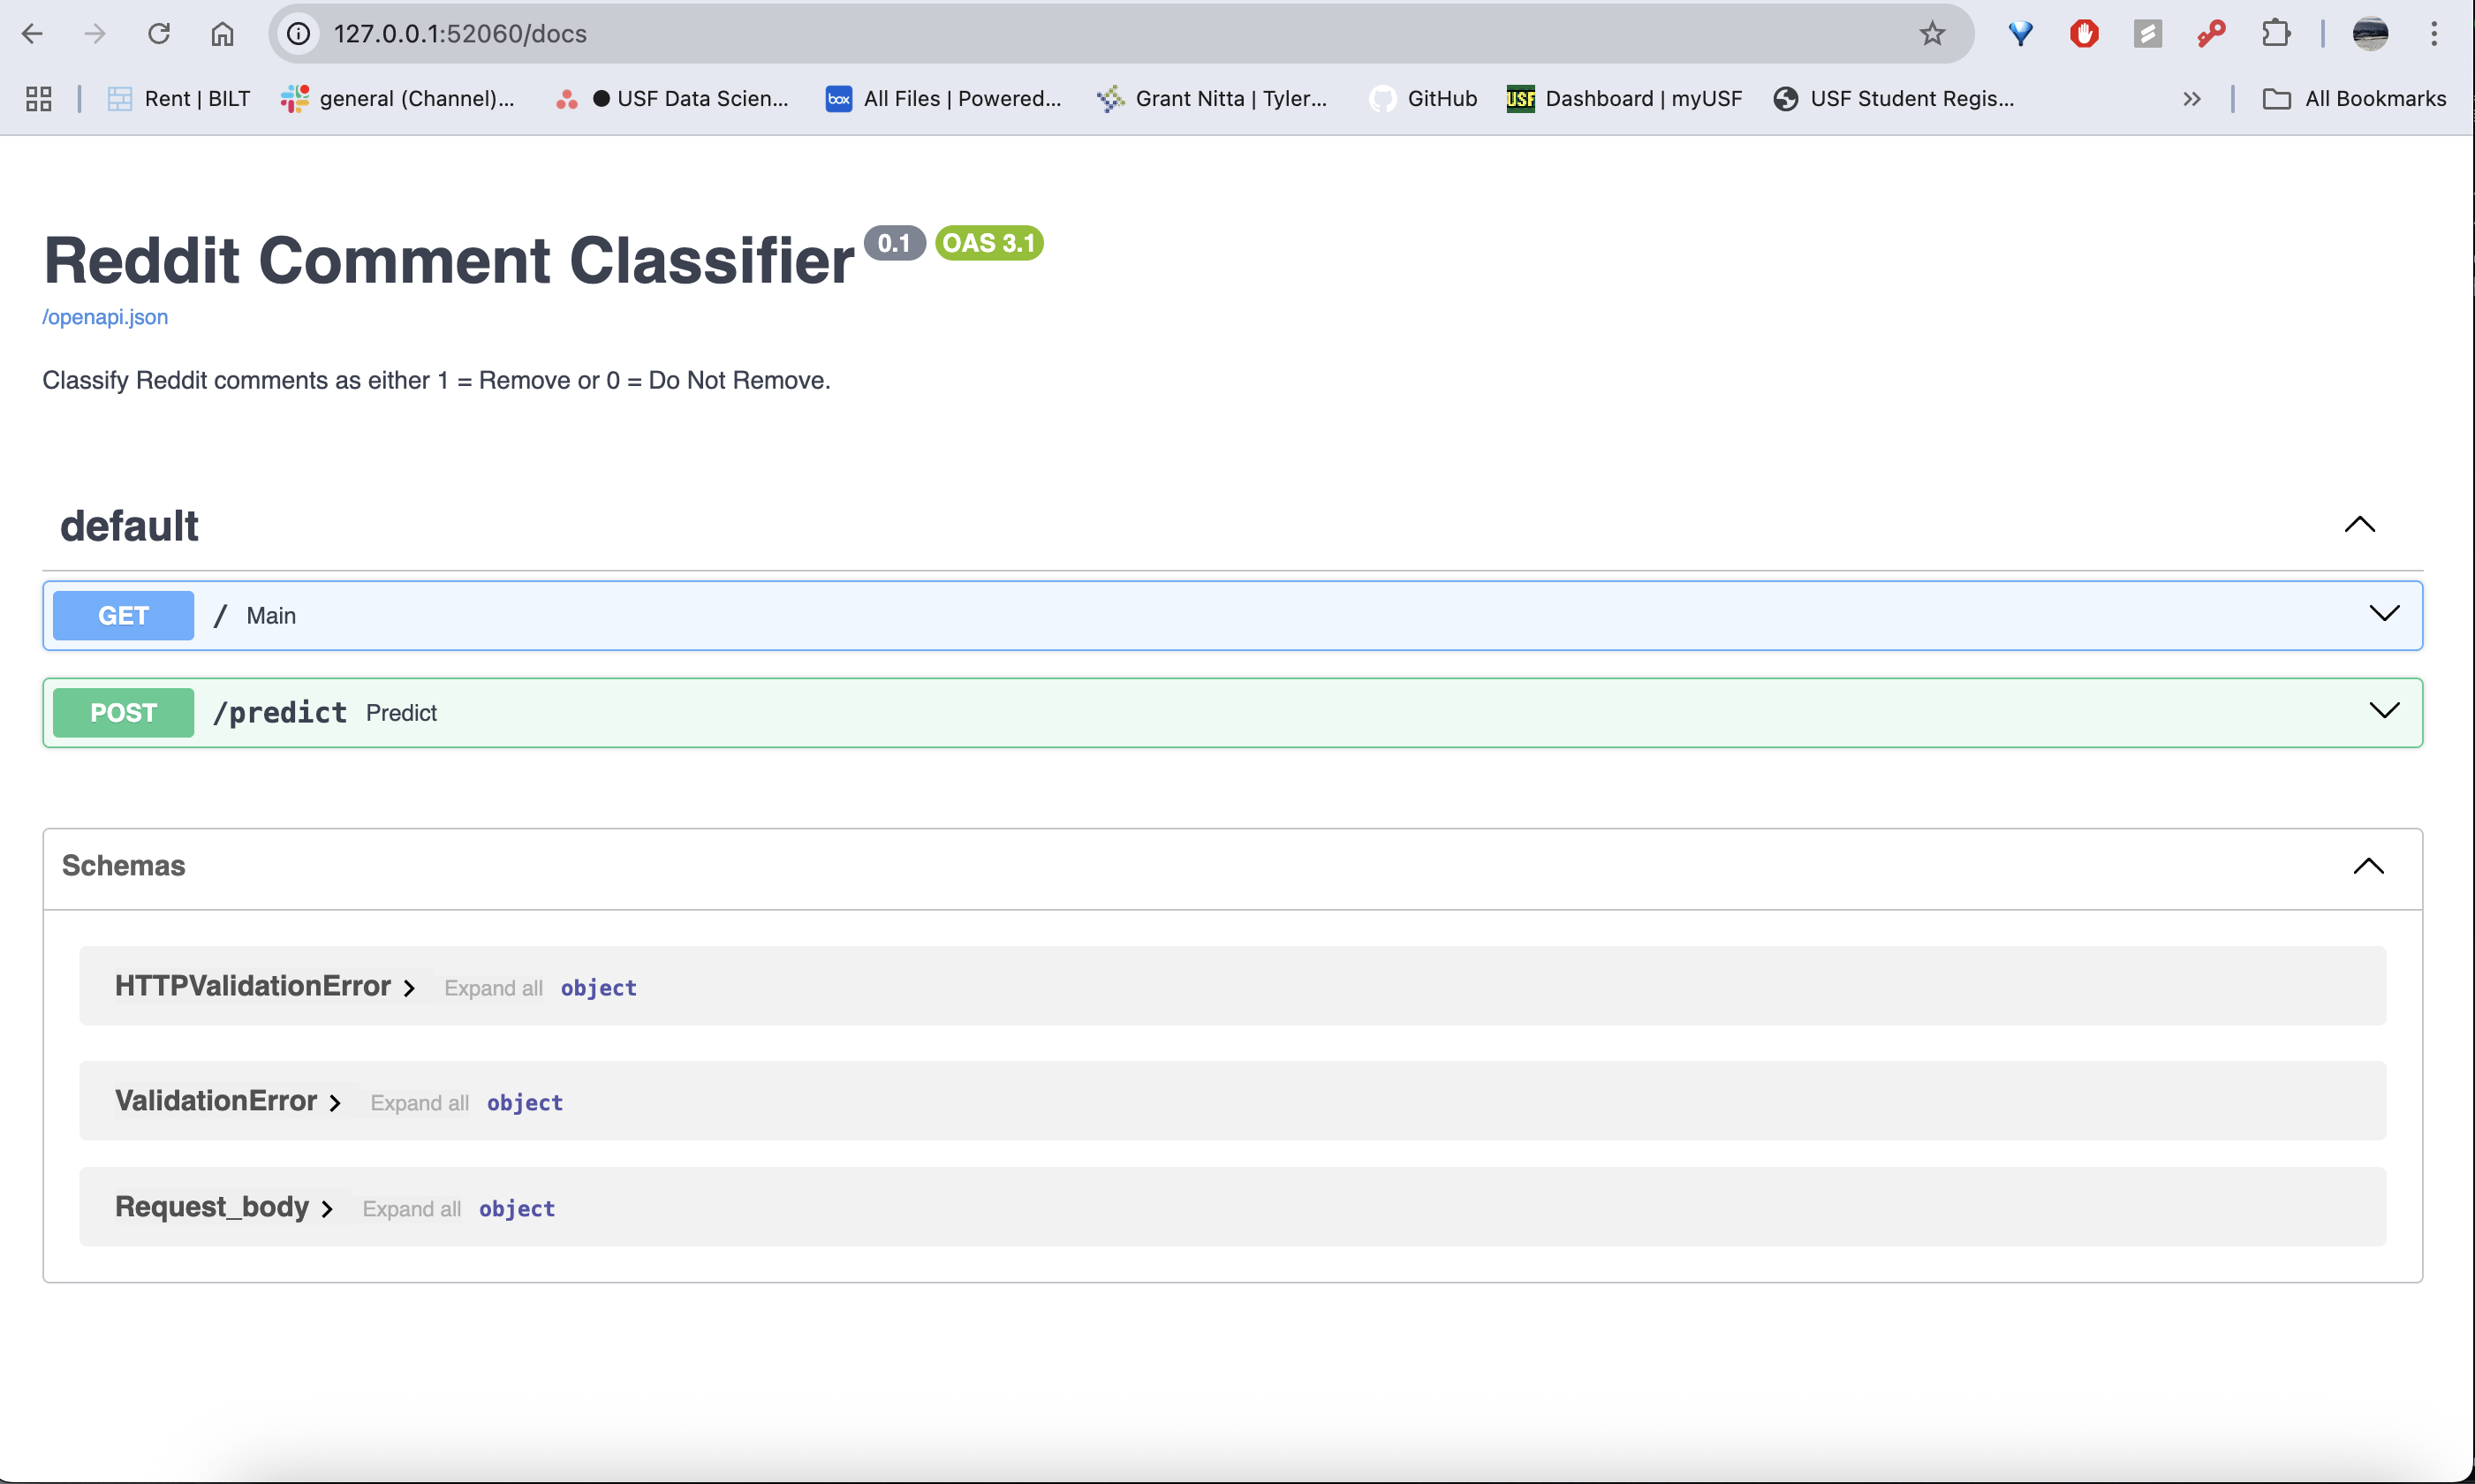 127.0.0.1:52060/docs
Rent | BILT general (Channel)... USF Data Scien... box All Files | Powered... Grant Nitta | Tyler... GitHub USF Dashboard | myUSF USF Student Regis... All Bookmarks
Reddit Comment Classifier 0.1 OAS 3.1
/openapi.json
Classify Reddit comments as either 1 = Remove or 0 = Do Not Remove.
default
GET / Main
POST /predict Predict
Schemas
HTTPValidationError Expand all object
ValidationError Expand all object
Request_body Expand all object